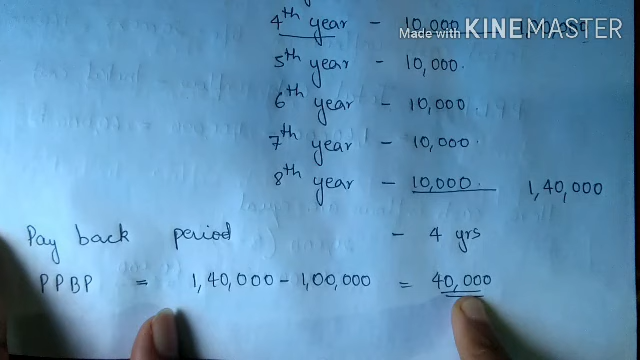 4th year - 10,000
Made with KINEMASTER
5th year - 10,000.
6th year - 10,000.
7th year - 10,000.
8th year - 10,000. 1,40,000
Pay back period - 4 yrs
PPBP = 1,40,000 - 1,00,000 = 40,000